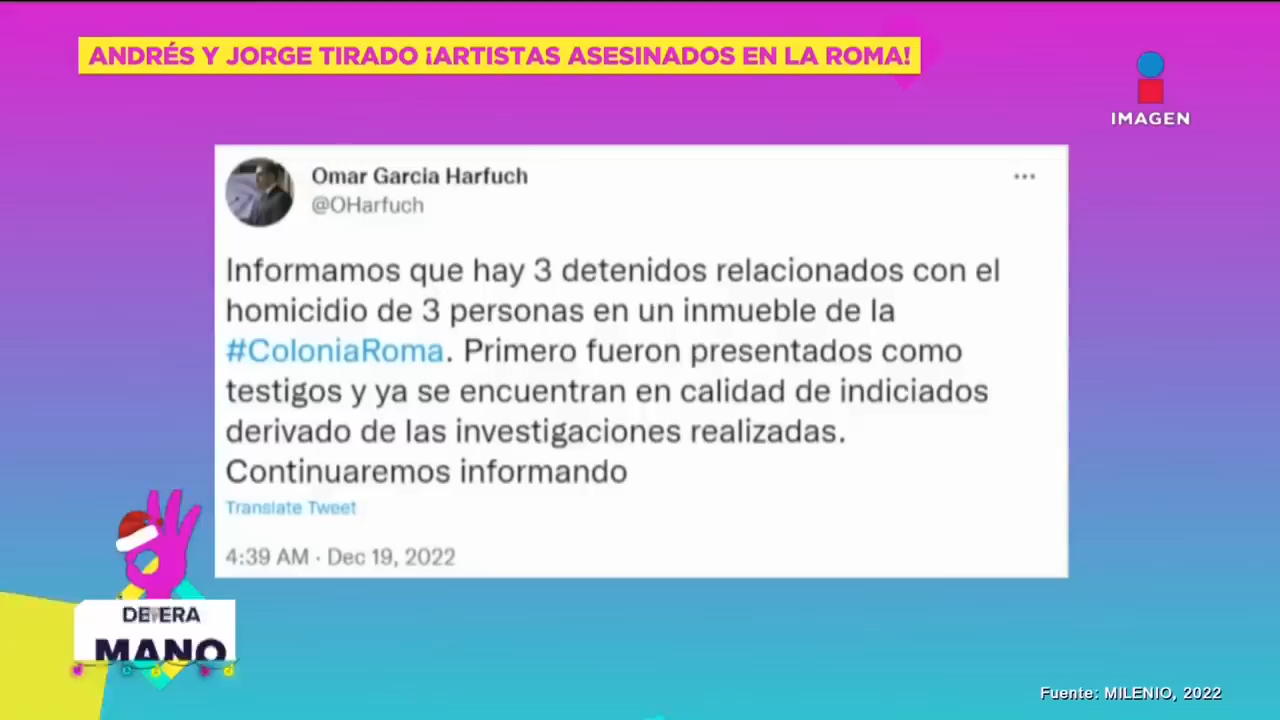 ANDRÉS Y JORGE TIRADO ¡ARTISTAS ASESINADOS EN LA ROMA!
IMAGEN
Omar Garcia Harfuch
@OHarfuch
Informamos que hay 3 detenidos relacionados con el
homicidio de 3 personas en un inmueble de la
#ColoniaRoma. Primero fueron presentados como
testigos y ya se encuentran en calidad de indiciados
derivado de las investigaciones realizadas.
Continuaremos informando
Translate Tweet
4:39 AM · Dec 19, 2022
MANO
Fuente: MILENIO, 2022